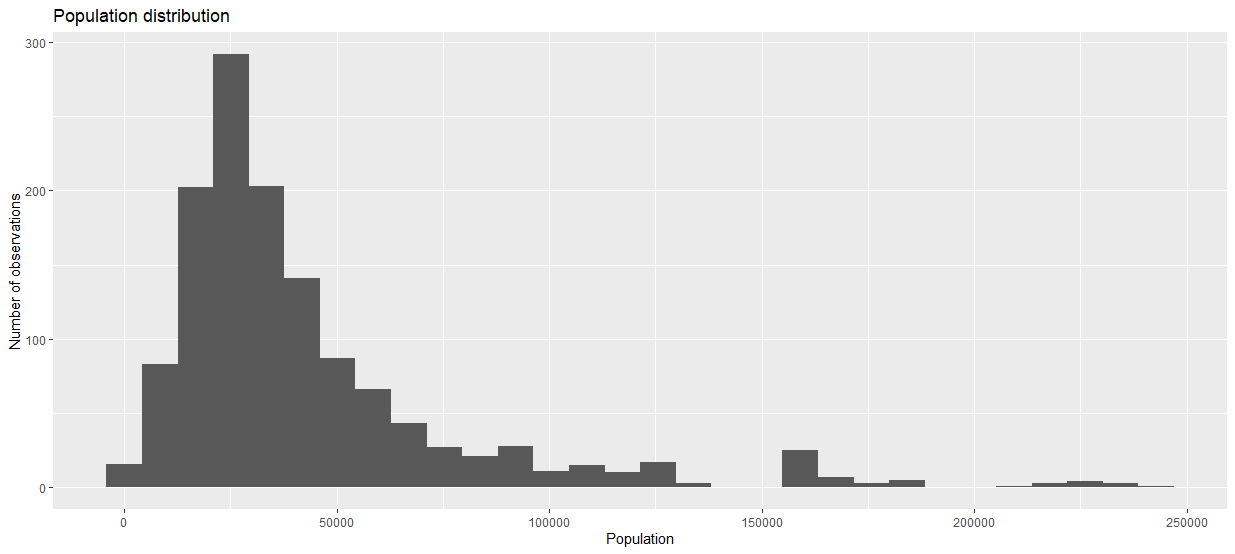 Population distribution
300
200
100
0
Number of observations
0 50000 100000 150000 200000 250000
Population